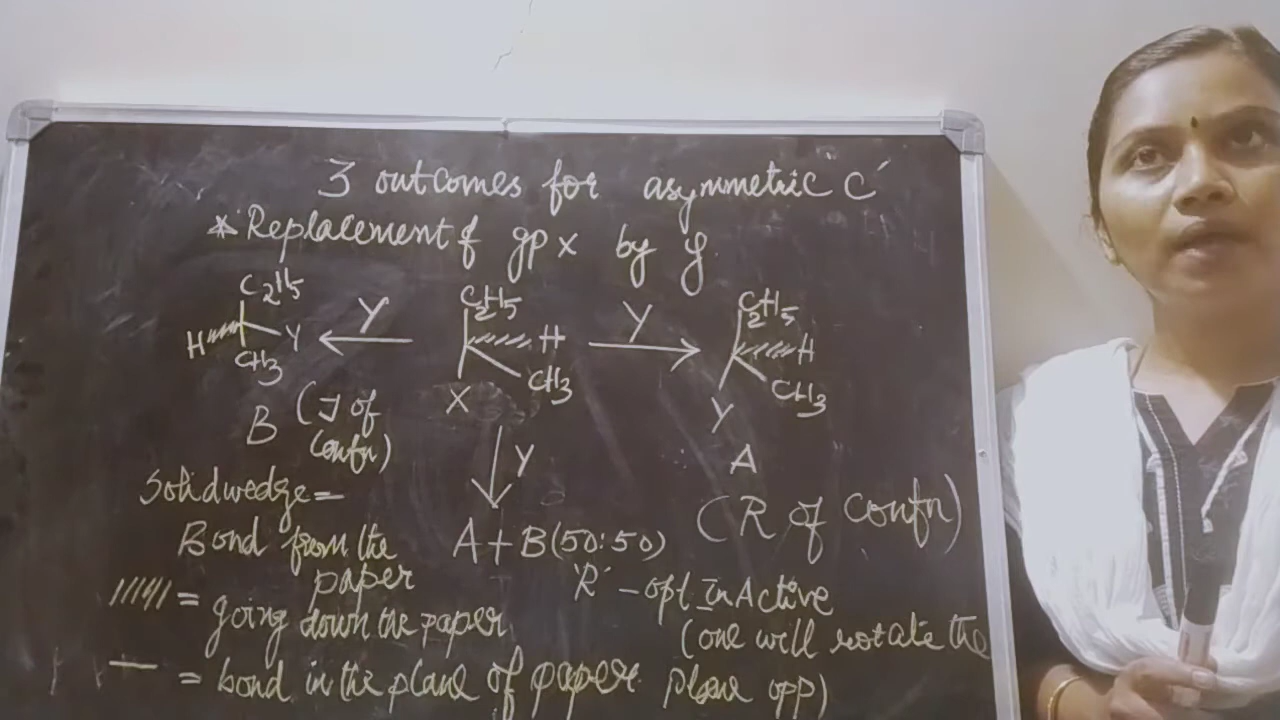 3 outcomes for asymmetric 'C'
* Replacement of gp x by y
C2H5
H Y
CH3
B (I of
confn)
Y
C2H5
H
CH3
X
Y
C2H5
H
CH3
Y
A
(R of confn)
Y
A + B (50:50)
'R' - opt InActive
(one will rotate the
plane opp)
Solid wedge =
Bond from the
paper
= going down the paper
— = bond in the plane of paper